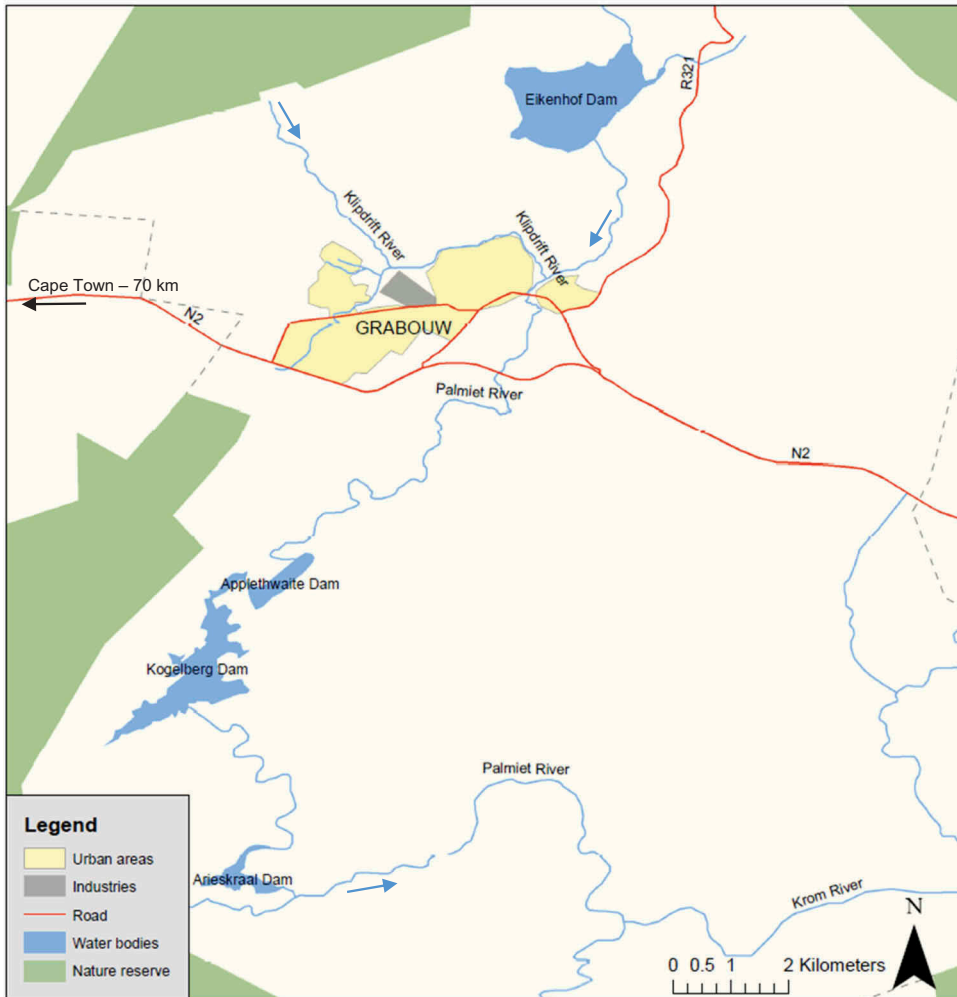 Eikenhof Dam
R321
Klipdrift River
Klipdrift River
Cape Town – 70 km
N2
GRABOUW
Palmiet River
N2
Applethwaite Dam
Kogelberg Dam
Palmiet River
Legend
Urban areas
Industries
Road
Water bodies
Nature reserve
Arieskraal Dam
Krom River
N
0 0.5 1 2 Kilometers